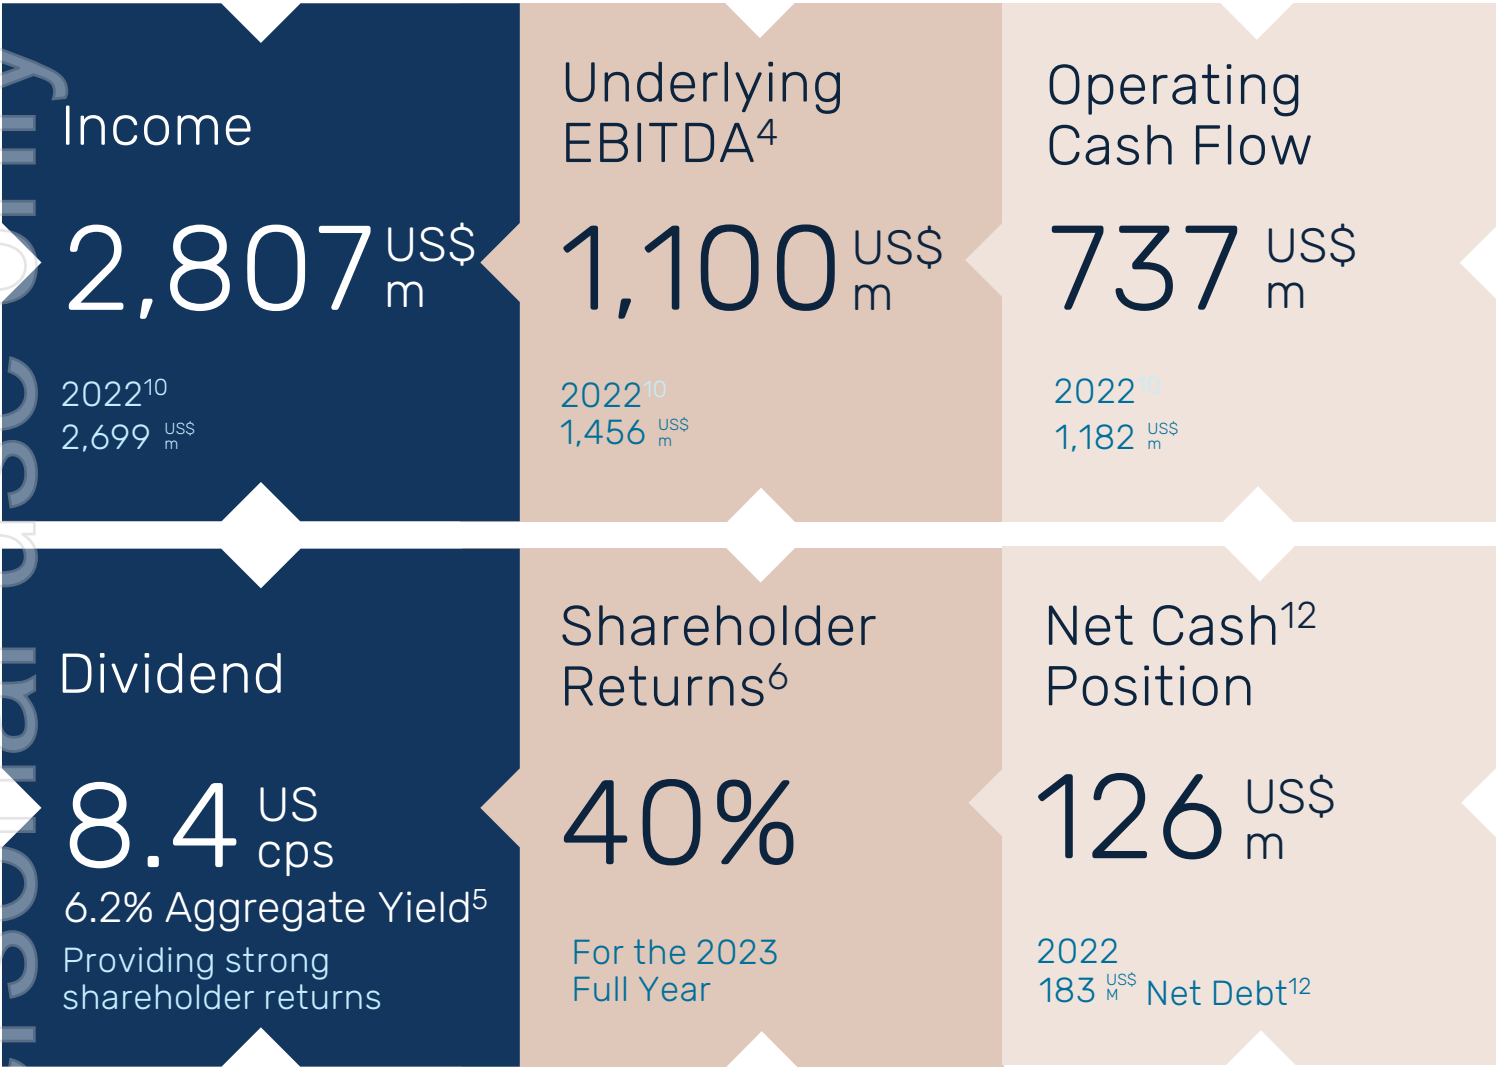 Income
2,807 US$ m
2022¹⁰
2,699 US$ m
Underlying
EBITDA⁴
1,100 US$ m
2022¹⁰
1,456 US$ m
Operating
Cash Flow
737 US$ m
2022¹⁰
1,182 US$ m
Dividend
8.4 US cps
6.2% Aggregate Yield⁵
Providing strong
shareholder returns
Shareholder
Returns⁶
40%
For the 2023
Full Year
Net Cash¹²
Position
126 US$ m
2022
183 US$ M Net Debt¹²